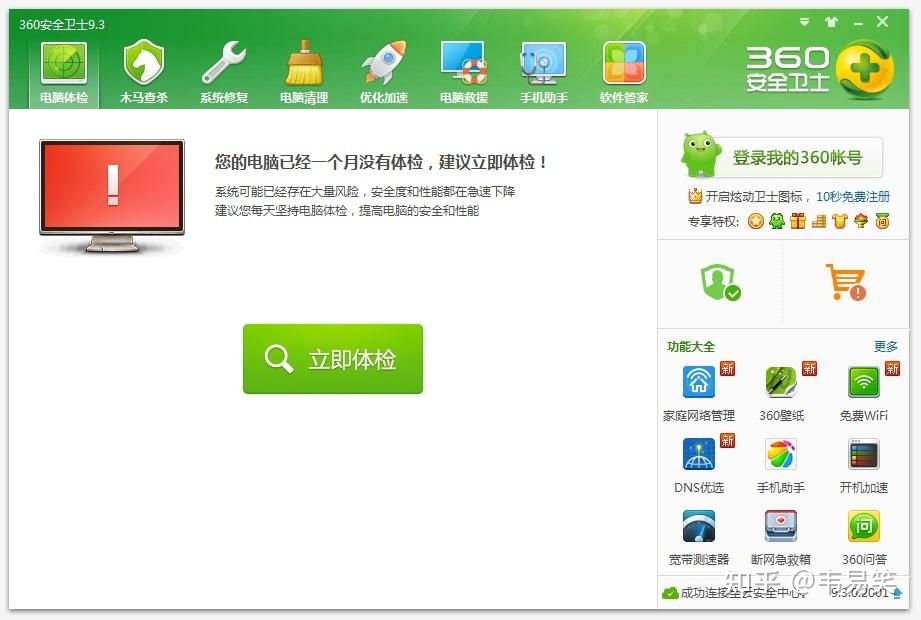 360安全卫士9.3
电脑体检
木马查杀
系统修复
电脑清理
优化加速
电脑救援
手机助手
软件管家
360
安全卫士
您的电脑已经一个月没有体检，建议立即体检！
系统可能已经存在大量风险，安全度和性能都在急速下降
建议您每天坚持电脑体检，提高电脑的安全和性能
立即体检
登录我的360帐号
开启炫动卫士图标，10秒免费注册
专享特权:
功能大全 更多
新 新 新
家庭网络管理 360壁纸 免费WiFi
新
DNS优选 手机助手 开机加速
问
宽带测速器 断网急救箱 360问答
成功连接至云安全中心 9.3.0.2001
知乎 @韦易笑